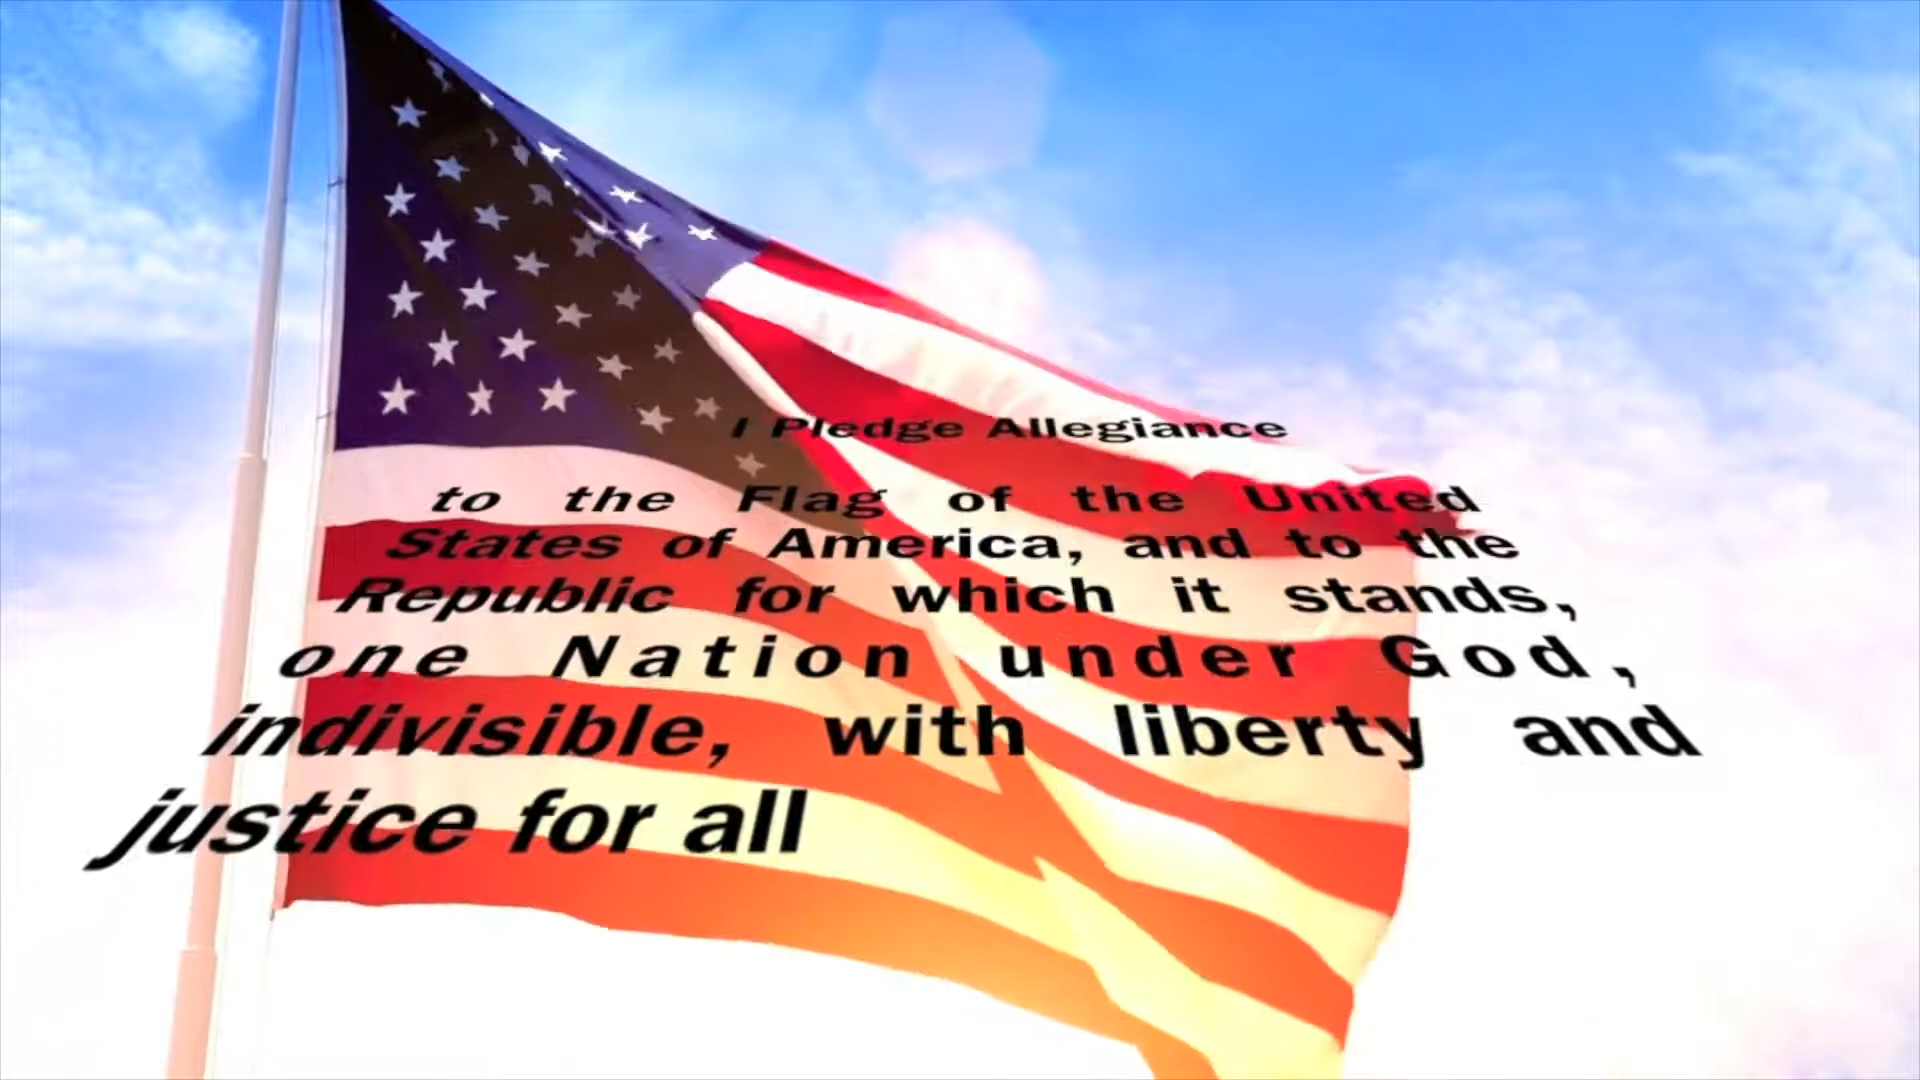 I Pledge Allegiance
to the Flag of the United
States of America, and to the
Republic for which it stands,
one Nation under God,
indivisible, with liberty and
justice for all